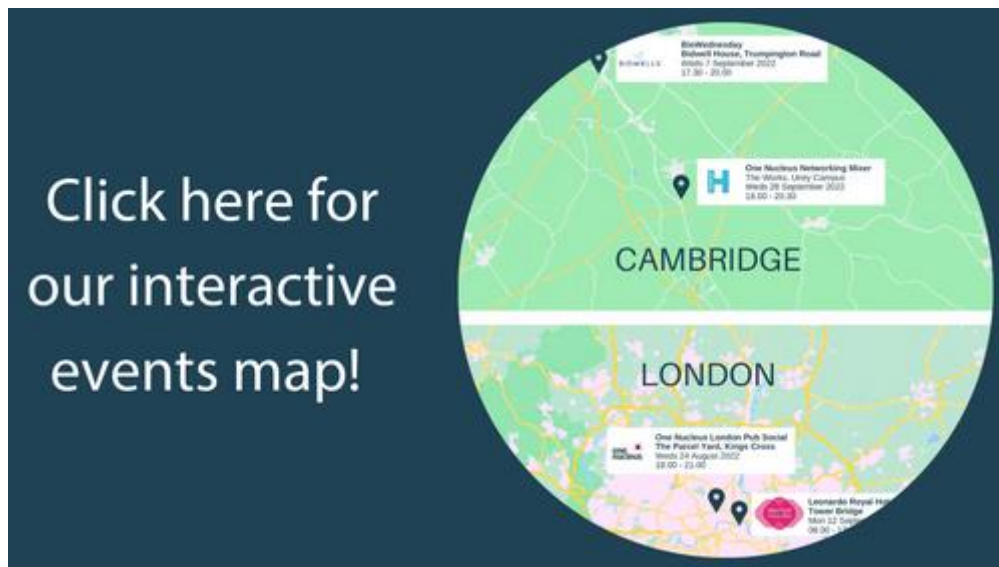 Click here for
our interactive
events map!
BioWednesday
Bidwell House, Trumpington Road
BIDWELLS
Weds 7 September 2022
17.30 - 20.00
One Nucleus Networking Mixer
The Works, Unity Campus
H
Weds 28 September 2022
18.00 - 20.30
CAMBRIDGE
LONDON
One Nucleus London Pub Social
The Parcel Yard, Kings Cross
ONE
NUCLEUS
Weds 24 August 2022
18.00 - 21.00
Leonardo Royal
Tower Bridge
Mon 12